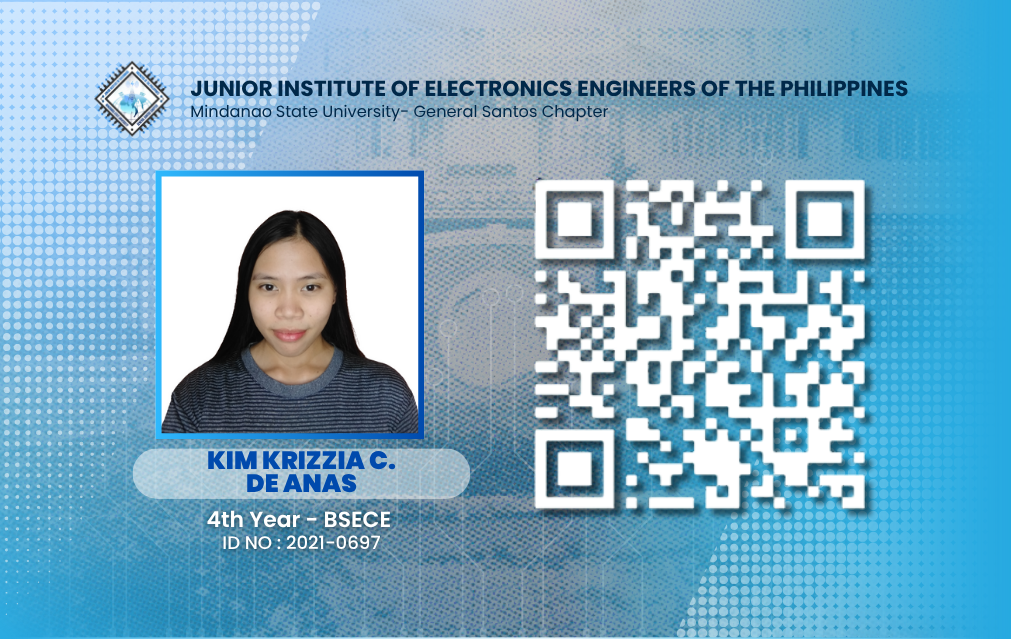 JUNIOR INSTITUTE OF ELECTRONICS ENGINEERS OF THE PHILIPPINES
Mindanao State University- General Santos Chapter
KIM KRIZZIA C.
DE ANAS
4th Year - BSECE
ID NO : 2021-0697